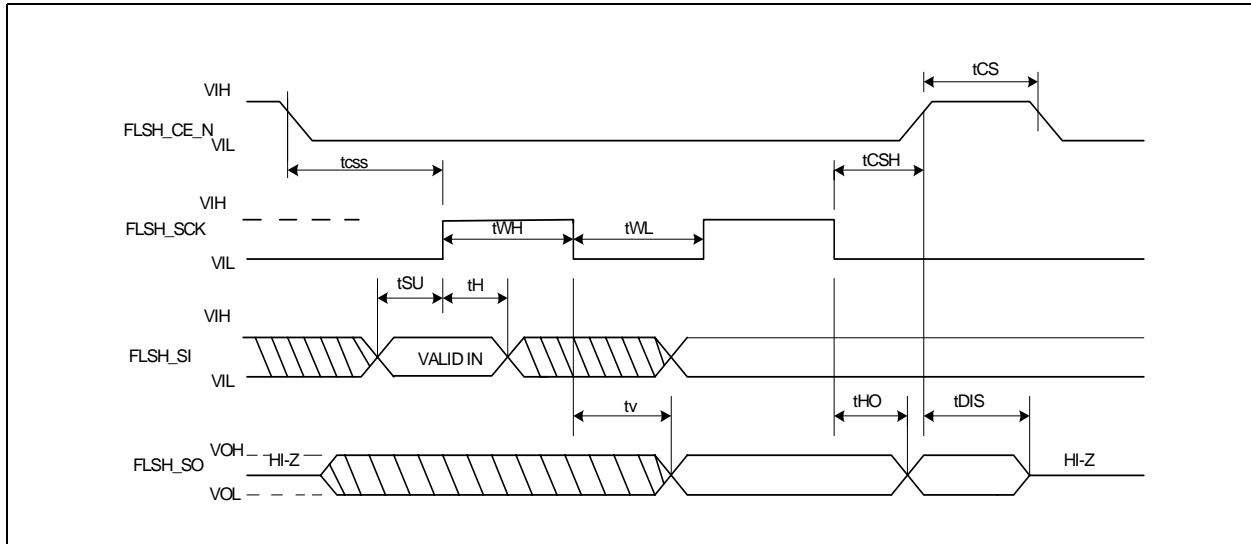 tCS
VIH
FLSH_CE_N
VIL
tcss
tCSH
VIH
FLSH_SCK
tWH
tWL
VIL
tSU
tH
VIH
FLSH_SI
VALID IN
VIL
tv
tHO
tDIS
VOH
HI-Z
HI-Z
FLSH_SO
VOL